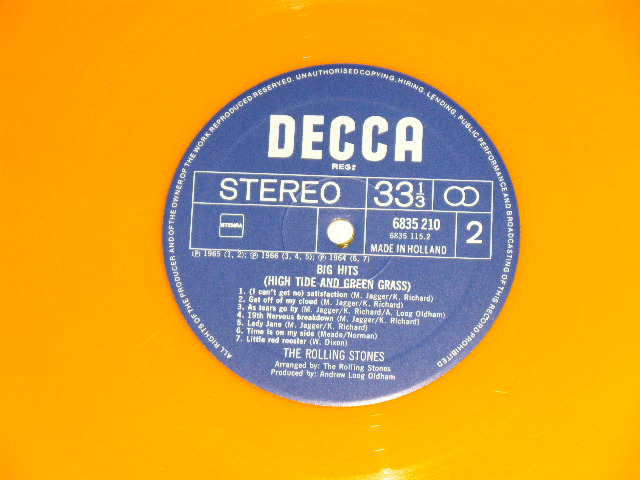 ALL RIGHTS OF THE PRODUCER AND OF THE OWNER OF THE WORK REPRODUCED RESERVED. UNAUTHORISED COPYING, HIRING, LENDING, PUBLIC PERFORMANCE AND BROADCASTING OF THIS RECORD PROHIBITED
DECCA
REGT
STEREO 33 1/3
STEMRA 6835 210 2
6835 115.2
MADE IN HOLLAND
℗ 1965 (1, 2); ℗ 1966 (3, 4, 5); ℗ 1964 (6, 7)
BIG HITS
(HIGH TIDE AND GREEN GRASS)
1. (I can't get no) satisfaction (M. Jagger/K. Richard)
2. Get off of my cloud (M. Jagger/K. Richard)
3. As tears go by (M. Jagger/K. Richard/A. Loog Oldham)
4. 19th Nervous breakdown (M. Jagger/K. Richard)
5. Lady Jane (M. Jagger/K. Richard)
6. Time is on my side (Meade/Norman)
7. Little red rooster (W. Dixon)
THE ROLLING STONES
Arranged by: The Rolling Stones
Produced by: Andrew Loog Oldham